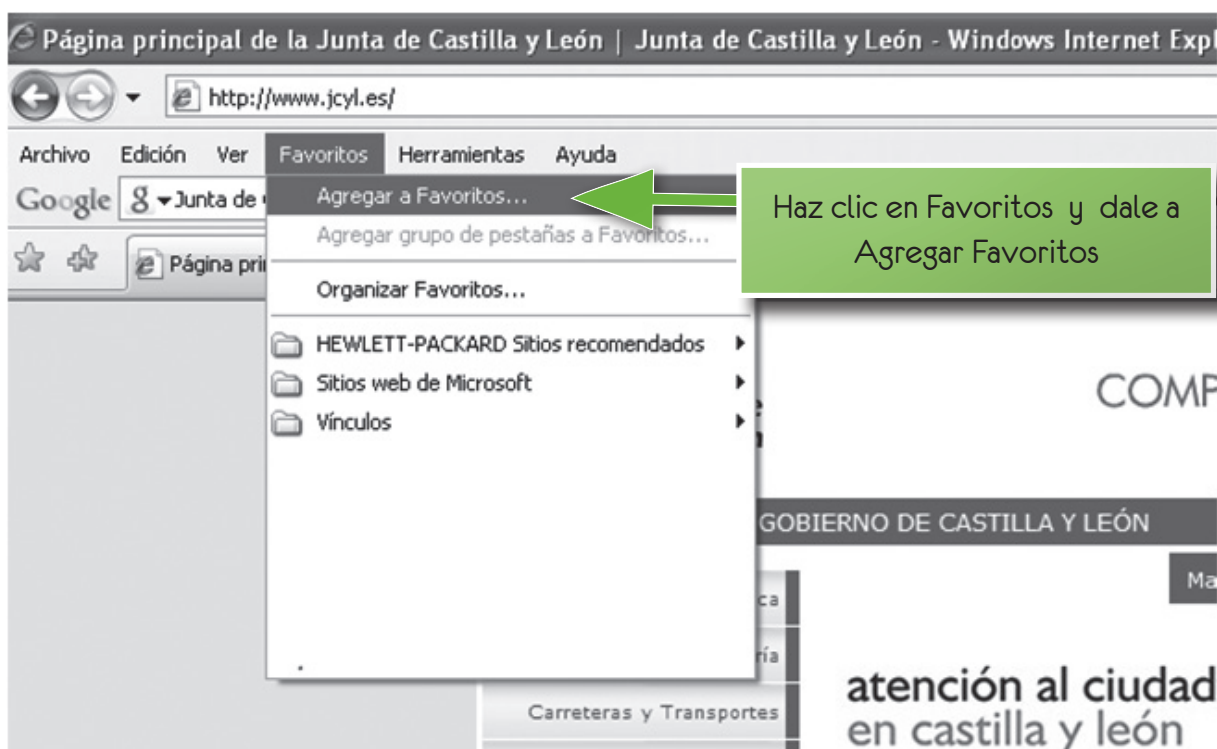 Página principal de la Junta de Castilla y León | Junta de Castilla y León - Windows Internet Expl
http://www.jcyl.es/
Archivo Edición Ver Favoritos Herramientas Ayuda
Google g Junta de
Agregar a Favoritos...
Haz clic en Favoritos y dale a
Agregar Favoritos
Agregar grupo de pestañas a Favoritos...
Página pri
Organizar Favoritos...
HEWLETT-PACKARD Sitios recomendados
Sitios web de Microsoft
Vínculos
COMP
GOBIERNO DE CASTILLA Y LEÓN
Ma
ca
ría
Carreteras y Transportes
atención al ciudad
en castilla y león